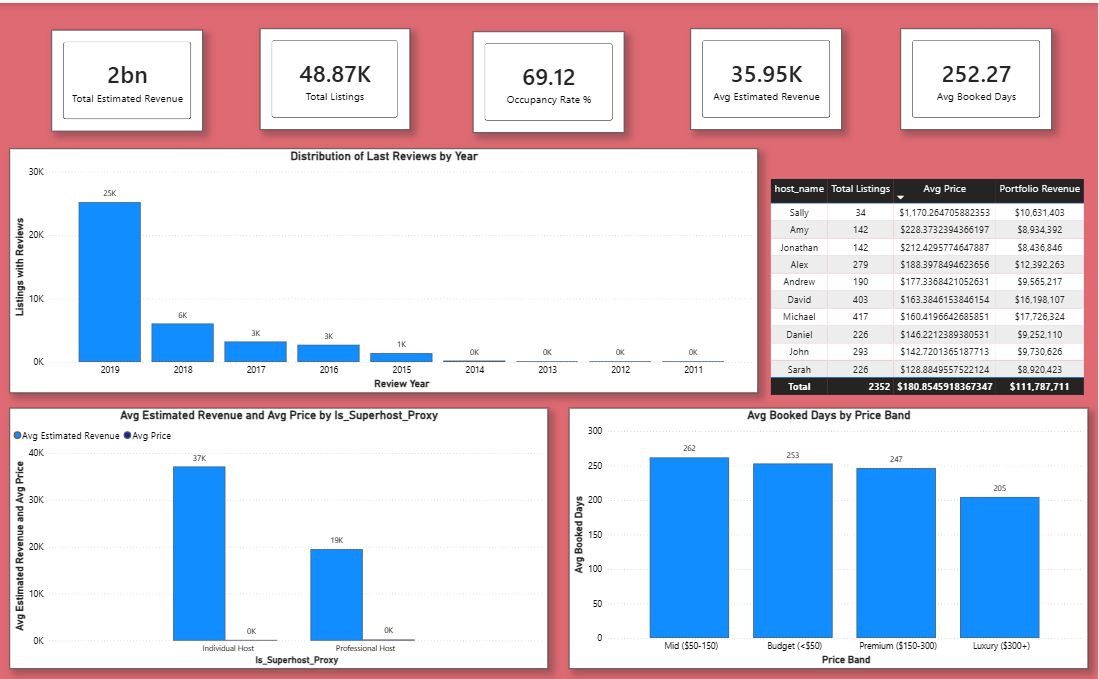 2bn
Total Estimated Revenue
48.87K
Total Listings
69.12
Occupancy Rate %
35.95K
Avg Estimated Revenue
252.27
Avg Booked Days
Distribution of Last Reviews by Year
Listings with Reviews
30K
20K
10K
0K
25K
6K
3K
3K
1K
0K
0K
0K
0K
2019 2018 2017 2016 2015 2014 2013 2012 2011
Review Year
host_name Total Listings Avg Price Portfolio Revenue
Sally 34 $1,170.264705882353 $10,631,403
Amy 142 $228.3732394366197 $8,934,392
Jonathan 142 $212.4295774647887 $8,436,846
Alex 279 $188.3978494623656 $12,392,263
Andrew 190 $177.3368421052631 $9,565,217
David 403 $163.3846153846154 $16,198,107
Michael 417 $160.4196642685851 $17,726,324
Daniel 226 $146.2212389380531 $9,252,110
John 293 $142.7201365187713 $9,730,626
Sarah 226 $128.8849557522124 $8,920,423
Total 2352 $180.8545918367347 $111,787,711
Avg Estimated Revenue and Avg Price by Is_Superhost_Proxy
Avg Estimated Revenue Avg Price
Avg Estimated Revenue and Avg Price
40K
30K
20K
10K
0K
37K
0K
19K
0K
Individual Host Professional Host
Is_Superhost_Proxy
Avg Booked Days by Price Band
Avg Booked Days
300
250
200
150
100
50
0
262
253
247
205
Mid ($50-150) Budget (<$50) Premium ($150-300) Luxury ($300+)
Price Band